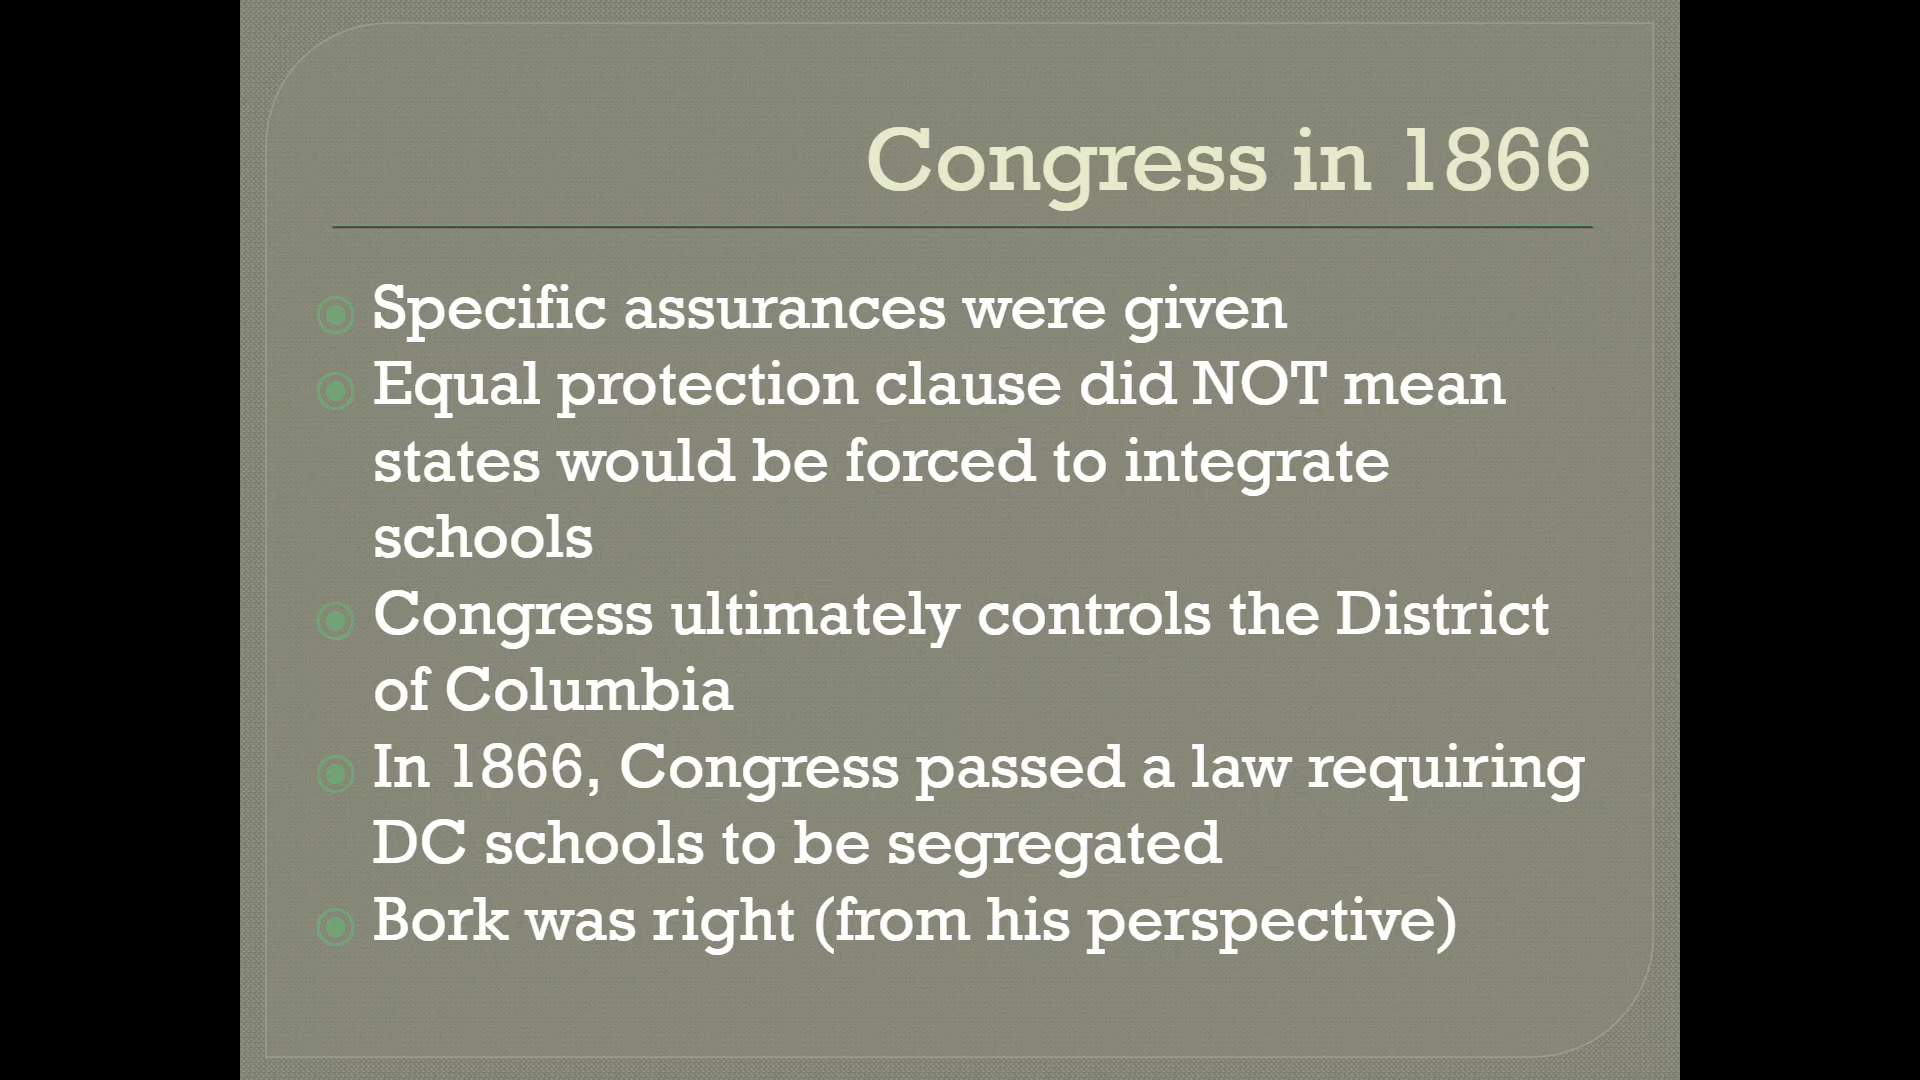 Congress in 1866
Specific assurances were given
Equal protection clause did NOT mean
states would be forced to integrate
schools
Congress ultimately controls the District
of Columbia
In 1866, Congress passed a law requiring
DC schools to be segregated
Bork was right (from his perspective)